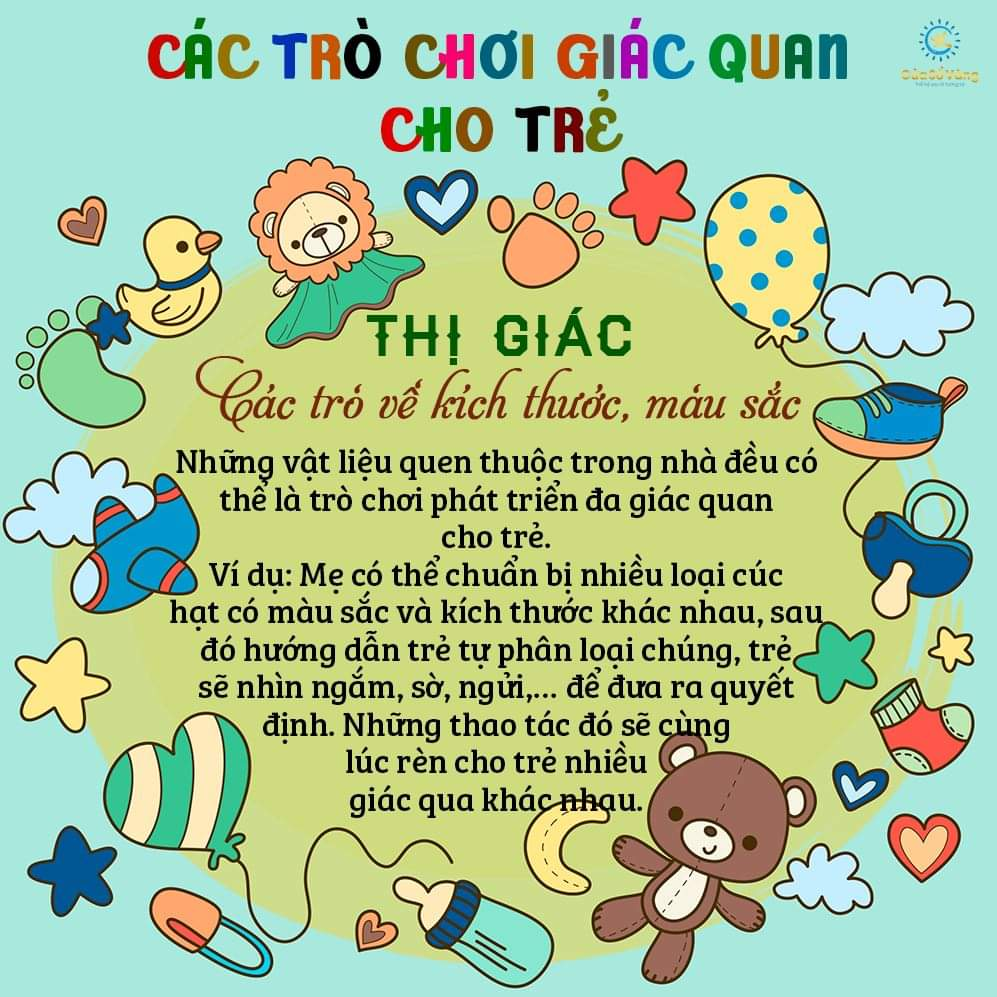 CÁC TRÒ CHƠI GIÁC QUAN
CHO TRẺ
THỊ GIÁC
Các trò về kích thước, màu sắc
Những vật liệu quen thuộc trong nhà đều có
thể là trò chơi phát triển đa giác quan
cho trẻ.
Ví dụ: Mẹ có thể chuẩn bị nhiều loại cúc
hạt có màu sắc và kích thước khác nhau, sau
đó hướng dẫn trẻ tự phân loại chúng, trẻ
sẽ nhìn ngắm, sờ, ngửi,... để đưa ra quyết
định. Những thao tác đó sẽ cùng
lúc rèn cho trẻ nhiều
giác qua khác nhau.